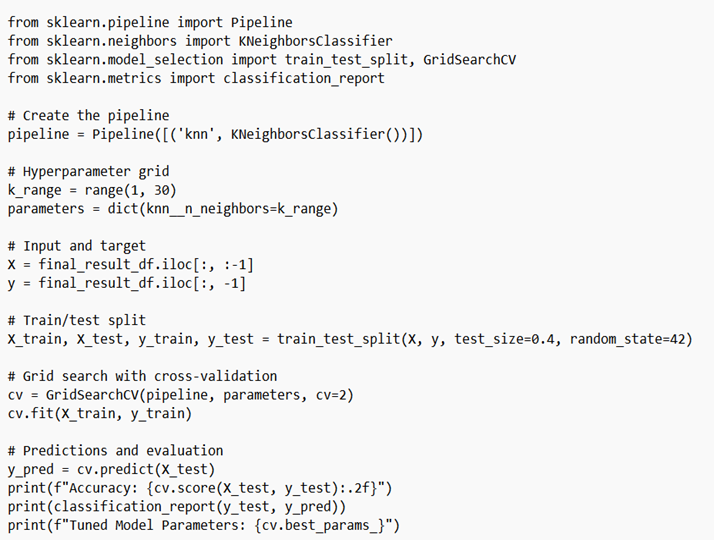 from sklearn.pipeline import Pipeline
from sklearn.neighbors import KNeighborsClassifier
from sklearn.model_selection import train_test_split, GridSearchCV
from sklearn.metrics import classification_report

# Create the pipeline
pipeline = Pipeline([('knn', KNeighborsClassifier())])

# Hyperparameter grid
k_range = range(1, 30)
parameters = dict(knn__n_neighbors=k_range)

# Input and target
X = final_result_df.iloc[:, :-1]
y = final_result_df.iloc[:, -1]

# Train/test split
X_train, X_test, y_train, y_test = train_test_split(X, y, test_size=0.4, random_state=42)

# Grid search with cross-validation
cv = GridSearchCV(pipeline, parameters, cv=2)
cv.fit(X_train, y_train)

# Predictions and evaluation
y_pred = cv.predict(X_test)
print(f"Accuracy: {cv.score(X_test, y_test):.2f}")
print(classification_report(y_test, y_pred))
print(f"Tuned Model Parameters: {cv.best_params_}")